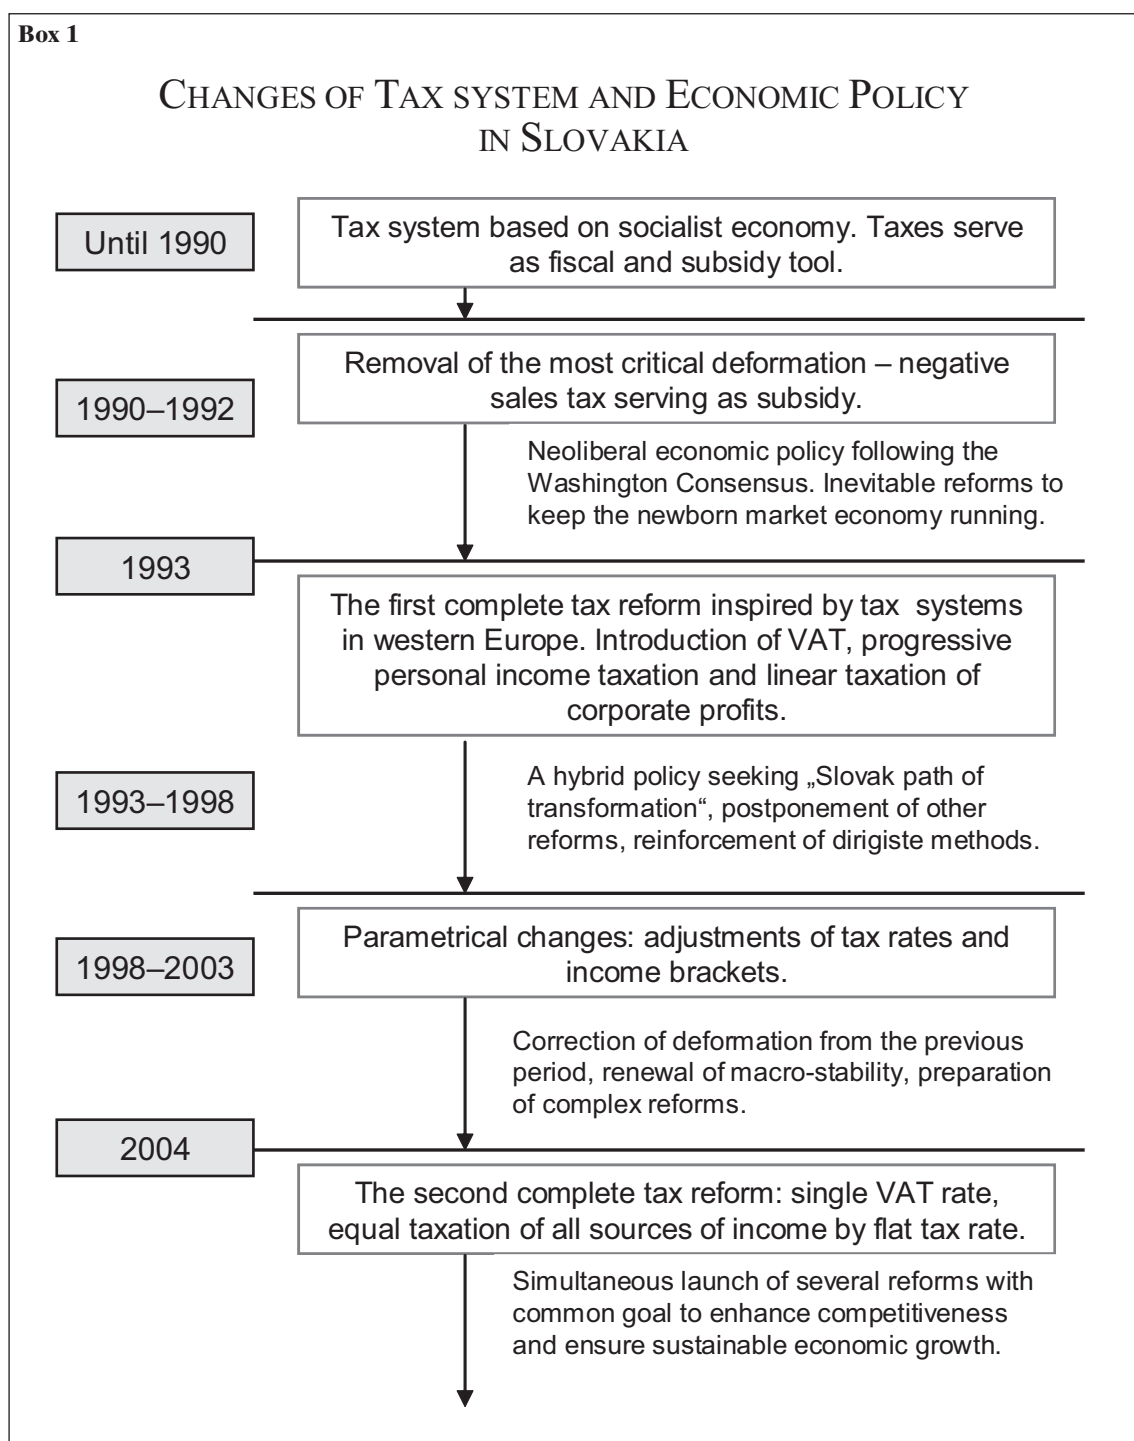 Box 1
CHANGES OF TAX SYSTEM AND ECONOMIC POLICY
IN SLOVAKIA
Until 1990
Tax system based on socialist economy. Taxes serve
as fiscal and subsidy tool.
1990–1992
Removal of the most critical deformation – negative
sales tax serving as subsidy.
Neoliberal economic policy following the
Washington Consensus. Inevitable reforms to
keep the newborn market economy running.
1993
The first complete tax reform inspired by tax systems
in western Europe. Introduction of VAT, progressive
personal income taxation and linear taxation of
corporate profits.
1993–1998
A hybrid policy seeking „Slovak path of
transformation“, postponement of other
reforms, reinforcement of dirigiste methods.
1998–2003
Parametrical changes: adjustments of tax rates and
income brackets.
Correction of deformation from the previous
period, renewal of macro-stability, preparation
of complex reforms.
2004
The second complete tax reform: single VAT rate,
equal taxation of all sources of income by flat tax rate.
Simultaneous launch of several reforms with
common goal to enhance competitiveness
and ensure sustainable economic growth.